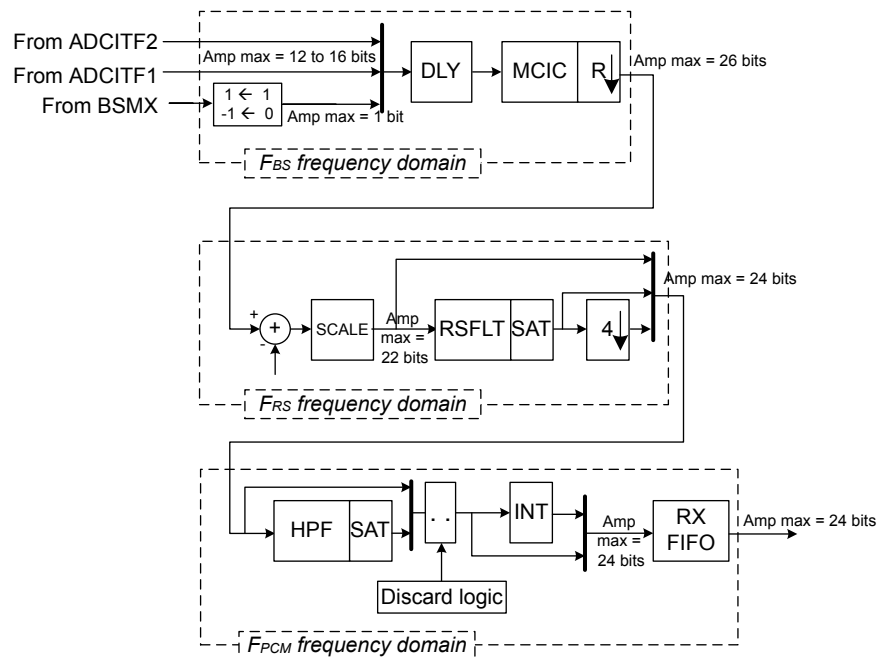 From ADCITF2
From ADCITF1
From BSMX
Amp max = 12 to 16 bits
1 ← 1
-1 ← 0
Amp max = 1 bit
DLY
MCIC
R
Amp max = 26 bits
FBS frequency domain
+
-
+
SCALE
Amp
max =
22 bits
RSFLT
SAT
4
Amp max = 24 bits
FRS frequency domain
HPF
SAT
. .
INT
Amp
max =
24 bits
RX
FIFO
Amp max = 24 bits
Discard logic
FPCM frequency domain